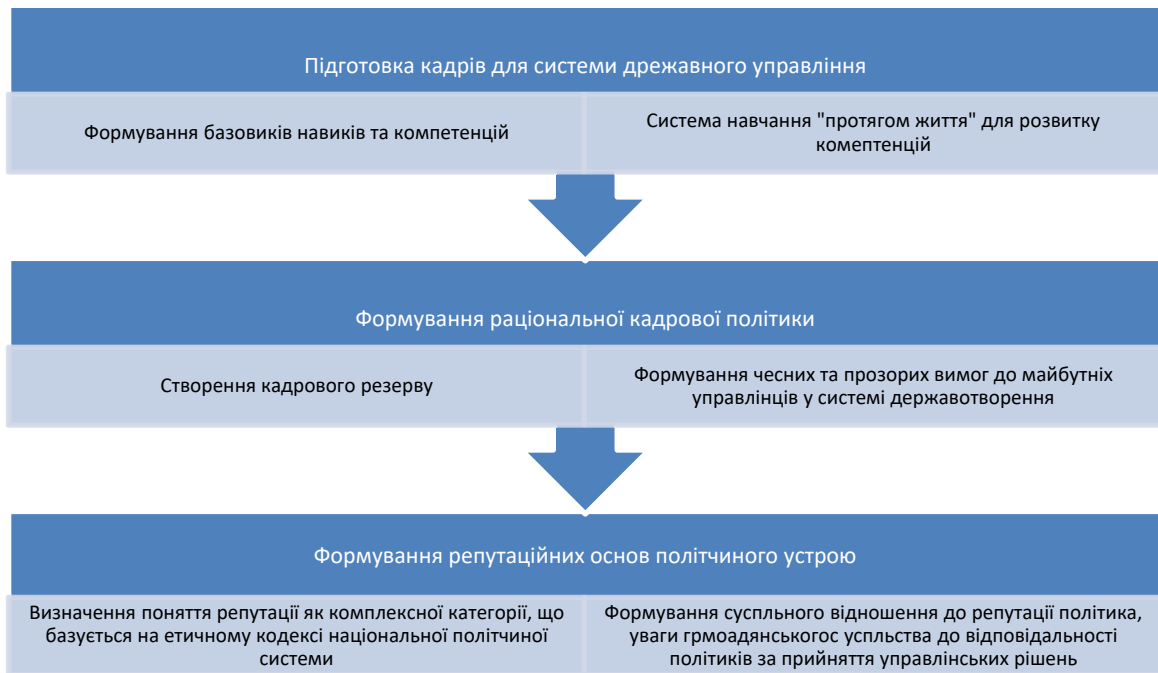 Підготовка кадрів для системи дрежавного управління
Формування базовиків навиків та компетенцій
Система навчання "протягом життя" для розвитку
комептенцій
Формування раціональної кадрової політики
Створення кадрового резерву
Формування чесних та прозорих вимог до майбутніх
управлінців у системі державотворення
Формування репутаційних основ політчиного устрою
Визначення поняття репутації як комплексної категорії, що
базується на етичному кодексі національної політчиної
системи
Формування суспльного відношення до репутації політика,
уваги грмоадянськогос успльства до відповідальності
політиків за прийняття управлінських рішень